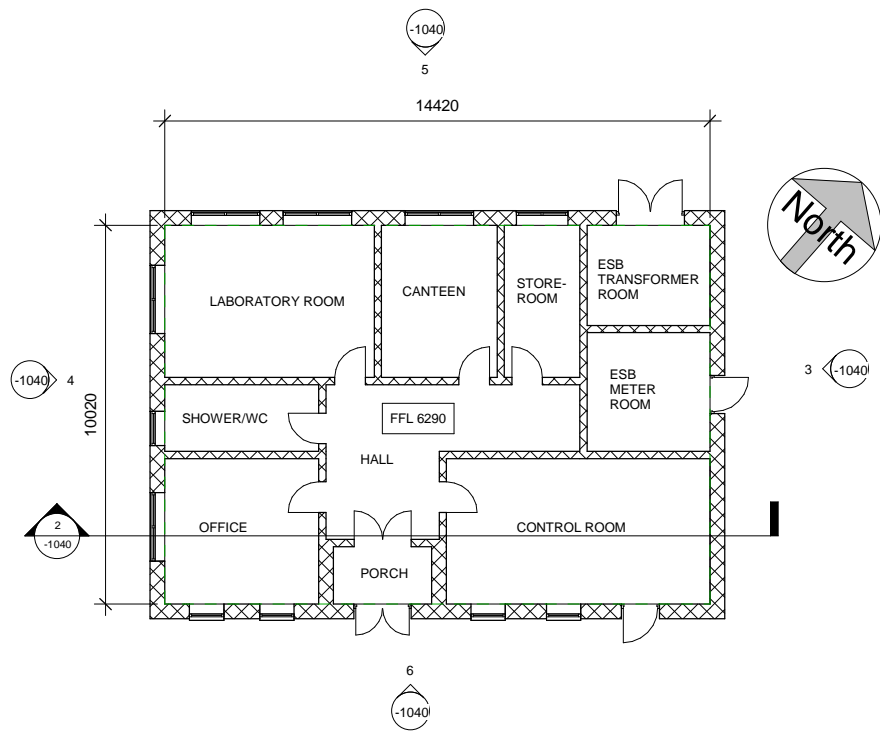 -1040
5
14420
North
LABORATORY ROOM
CANTEEN
STORE-
ROOM
ESB
TRANSFORMER
ROOM
-1040
4
10020
SHOWER/WC
FFL 6290
ESB
METER
ROOM
3
-1040
HALL
2
-1040
OFFICE
CONTROL ROOM
PORCH
6
-1040